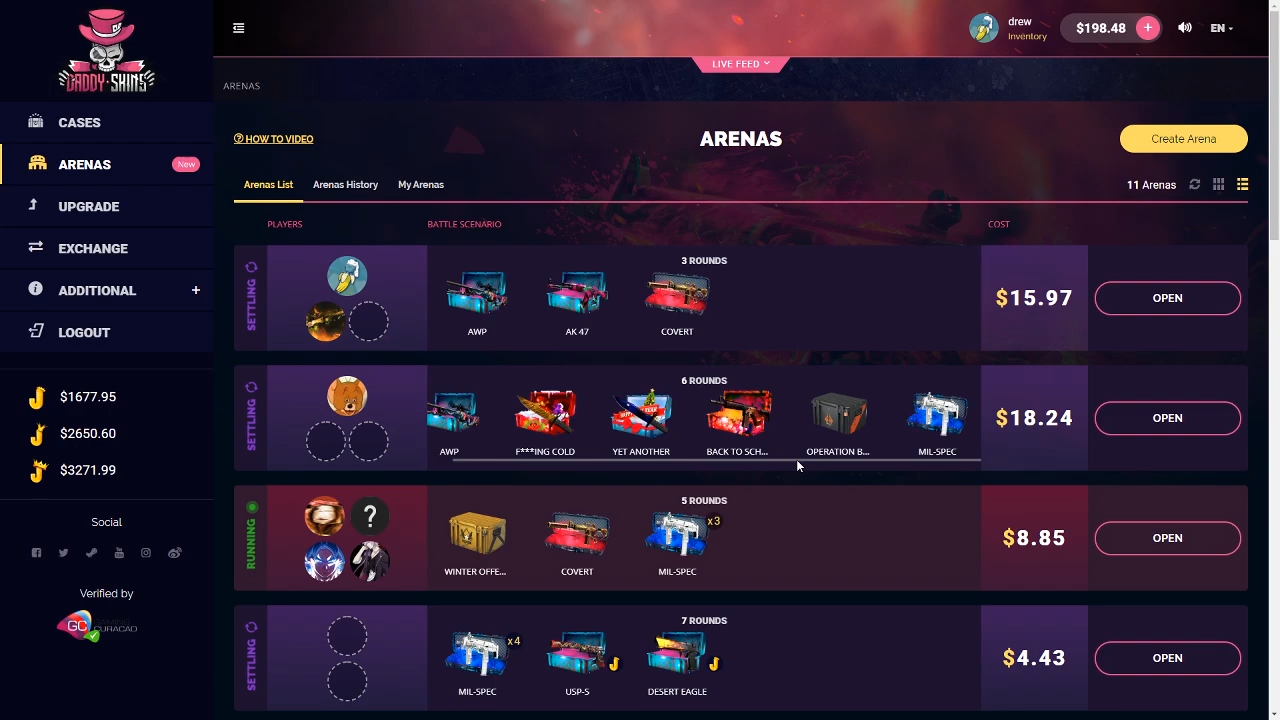 DADDY SKINS
drew
Inventory
$198.48
+
EN
LIVE FEED
ARENAS
CASES
ARENAS
New
UPGRADE
EXCHANGE
ADDITIONAL +
LOGOUT
$1677.95
$2650.60
$3271.99
Social
Verified by
GC
CURACAO
? HOW TO VIDEO
ARENAS
Create Arena
Arenas List
Arenas History
My Arenas
11 Arenas
PLAYERS
BATTLE SCENARIO
COST
SETTLING
3 ROUNDS
AWP
AK 47
COVERT
$15.97
OPEN
SETTLING
6 ROUNDS
AWP
F***ING COLD
YET ANOTHER
BACK TO SCH...
OPERATION B...
MIL-SPEC
$18.24
OPEN
RUNNING
?
5 ROUNDS
x3
WINTER OFFE...
COVERT
MIL-SPEC
$8.85
OPEN
SETTLING
7 ROUNDS
x4
MIL-SPEC
USP-S
DESERT EAGLE
$4.43
OPEN